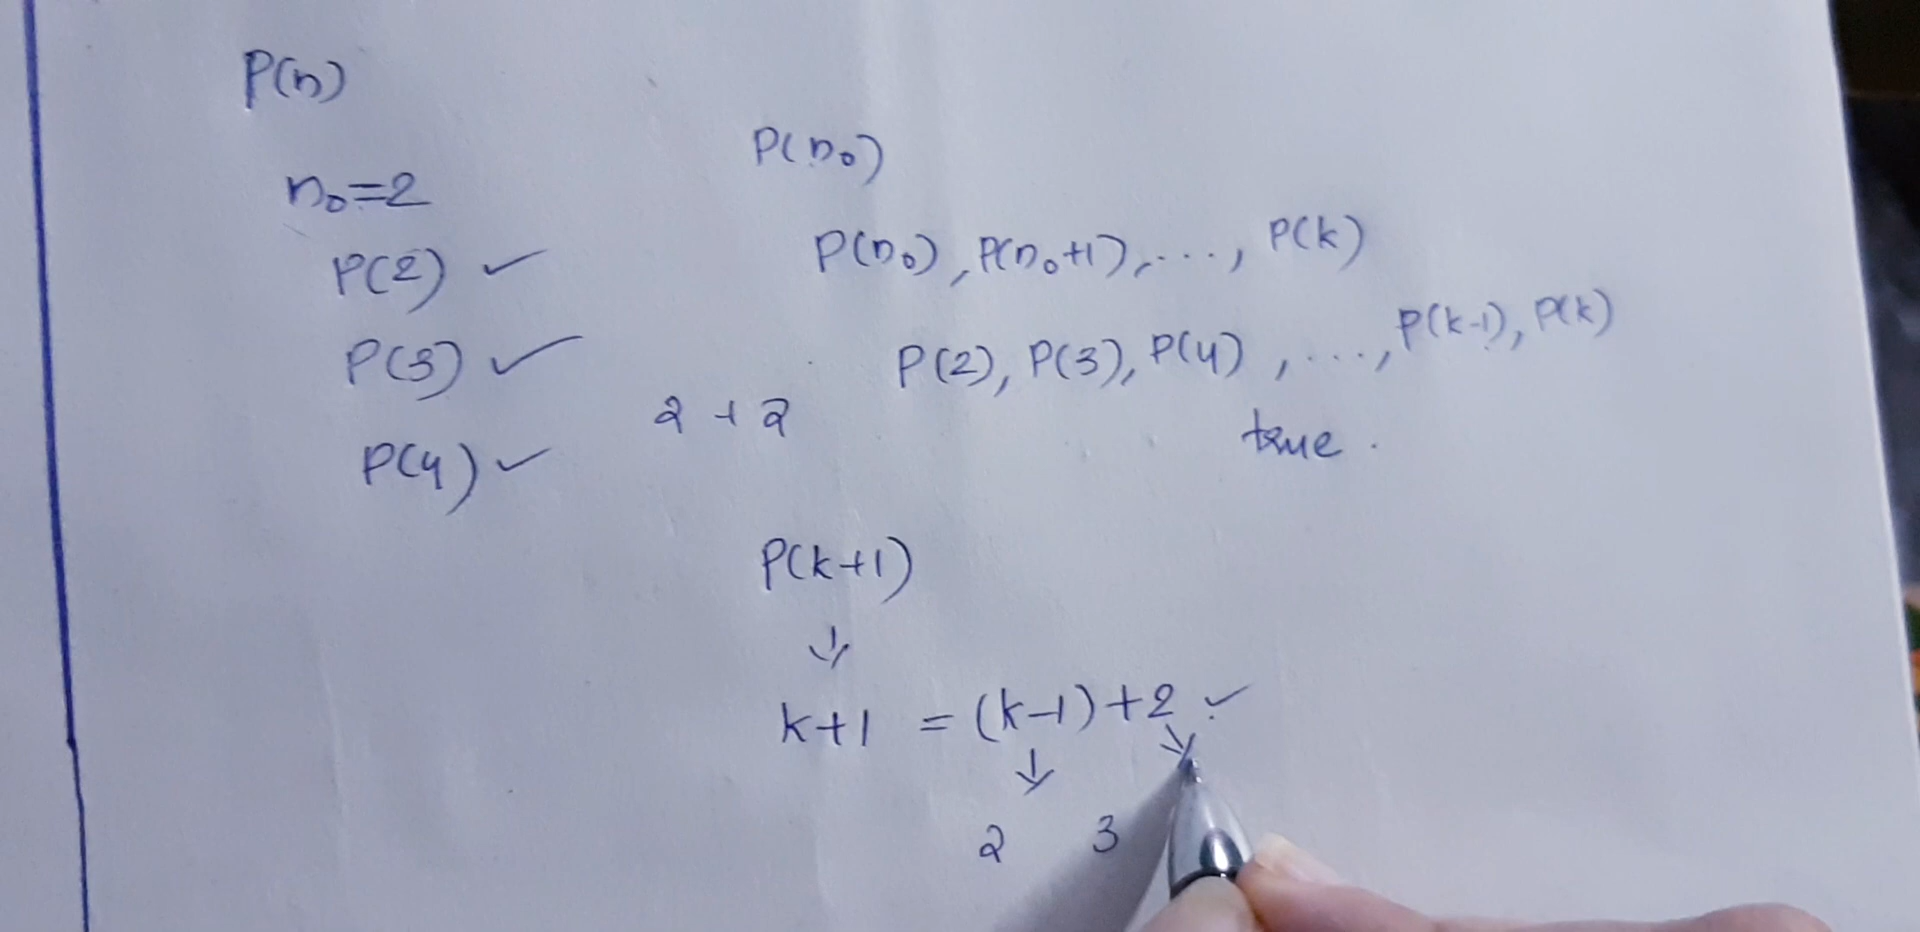 P(n)
P(n₀)
n₀=2
P(2) ✓
P(n₀), P(n₀+1), ..., P(k)
P(3) ✓
P(2), P(3), P(4), ..., P(k-1), P(k)
2 + 2
true.
P(4) ✓
P(k+1)
↓
k+1 = (k-1)+2 ✓
↓ ↘
2 3